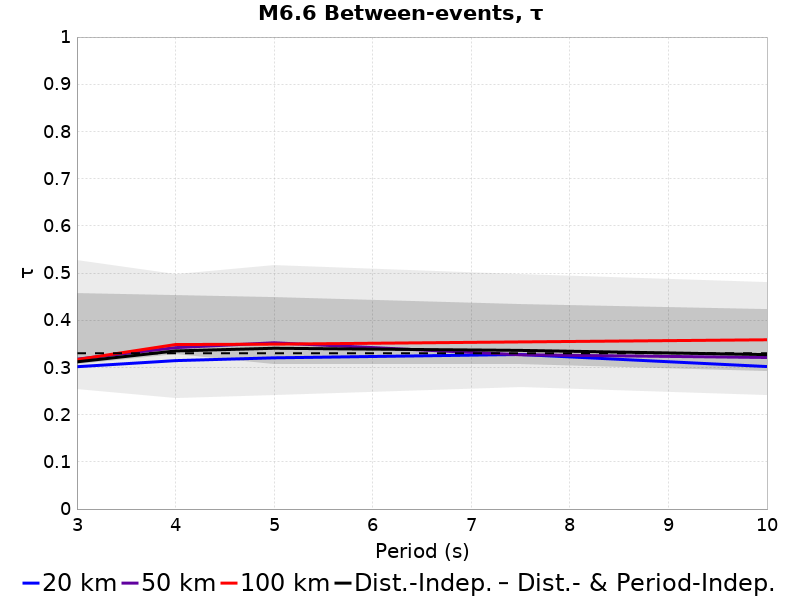 M6.6 Between-events, τ
1
0.9
0.8
0.7
0.6
0.5
0.4
0.3
0.2
0.1
0
τ
3 4 5 6 7 8 9 10
Period (s)
20 km 50 km 100 km Dist.-Indep. Dist.- & Period-Indep.